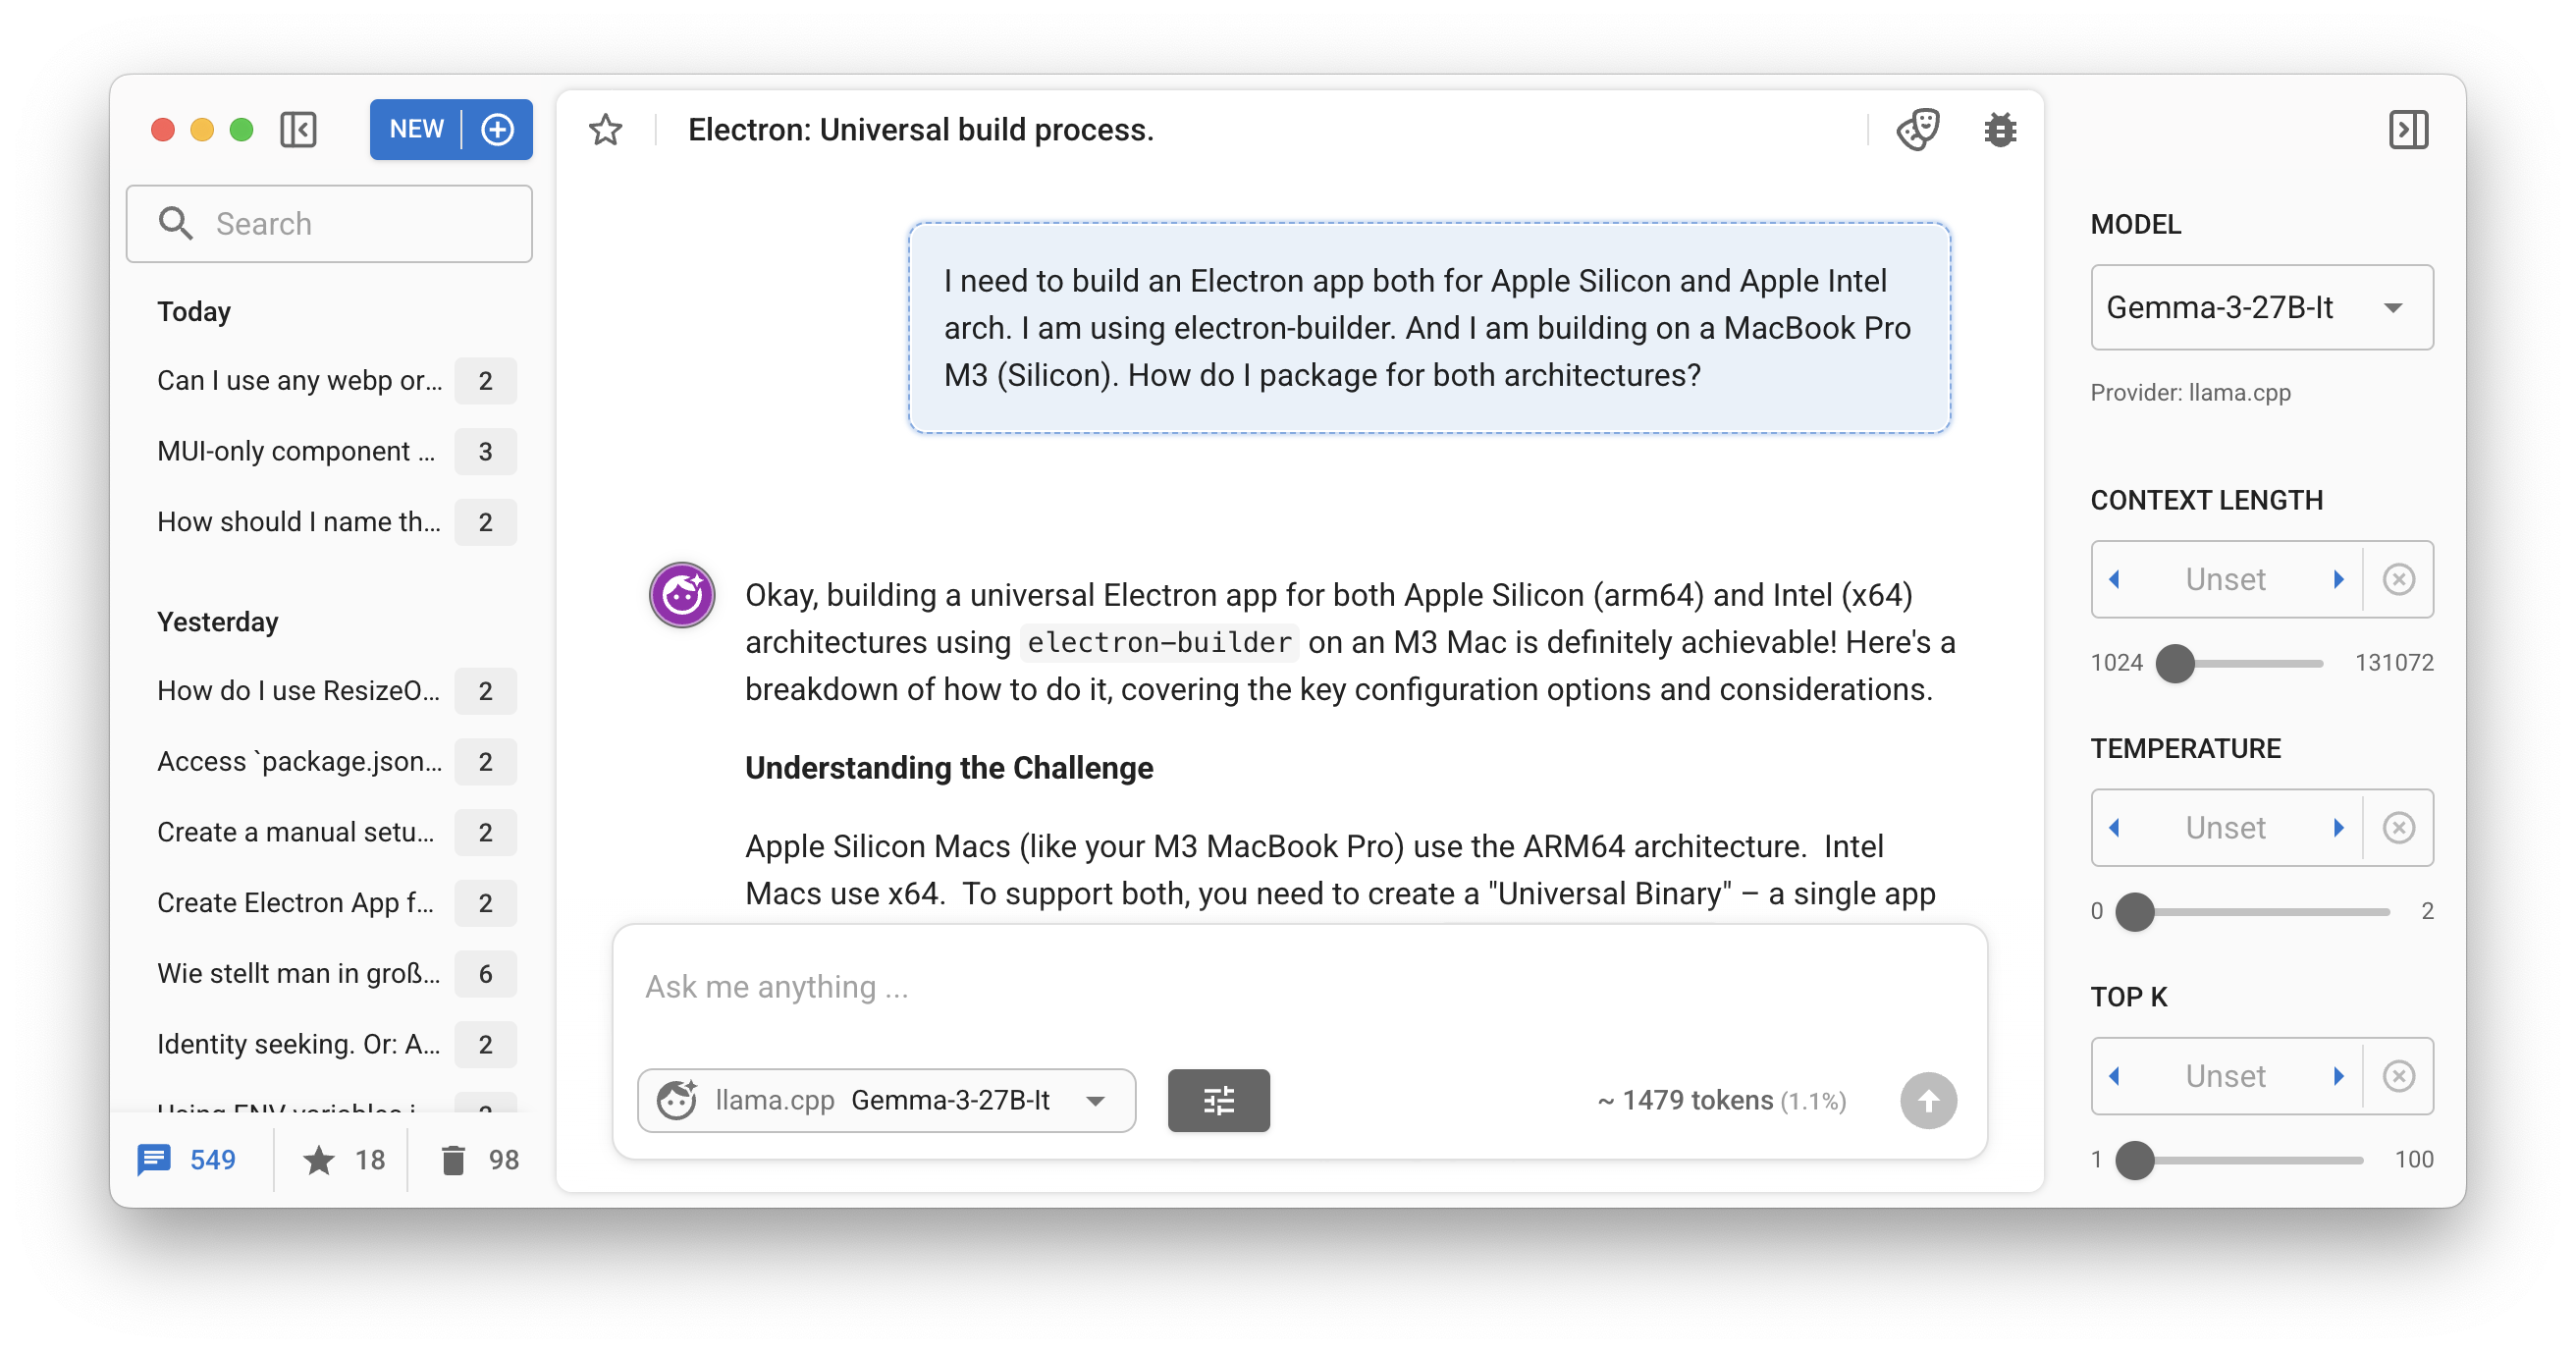 NEW
Search
Today
Can I use any webp or... 2
MUI-only component ... 3
How should I name th... 2
Yesterday
How do I use ResizeO... 2
Access `package.json... 2
Create a manual setu... 2
Create Electron App f... 2
Wie stellt man in groß... 6
Identity seeking. Or: A... 2
Using ENV variables i
549 18 98
Electron: Universal build process.
I need to build an Electron app both for Apple Silicon and Apple Intel
arch. I am using electron-builder. And I am building on a MacBook Pro
M3 (Silicon). How do I package for both architectures?
Okay, building a universal Electron app for both Apple Silicon (arm64) and Intel (x64)
architectures using electron-builder on an M3 Mac is definitely achievable! Here's a
breakdown of how to do it, covering the key configuration options and considerations.
Understanding the Challenge
Apple Silicon Macs (like your M3 MacBook Pro) use the ARM64 architecture.  Intel
Macs use x64.  To support both, you need to create a "Universal Binary" – a single app
Ask me anything ...
llama.cpp Gemma-3-27B-It
~ 1479 tokens (1.1%)
MODEL
Gemma-3-27B-It
Provider: llama.cpp
CONTEXT LENGTH
Unset
1024 131072
TEMPERATURE
Unset
0 2
TOP K
Unset
1 100